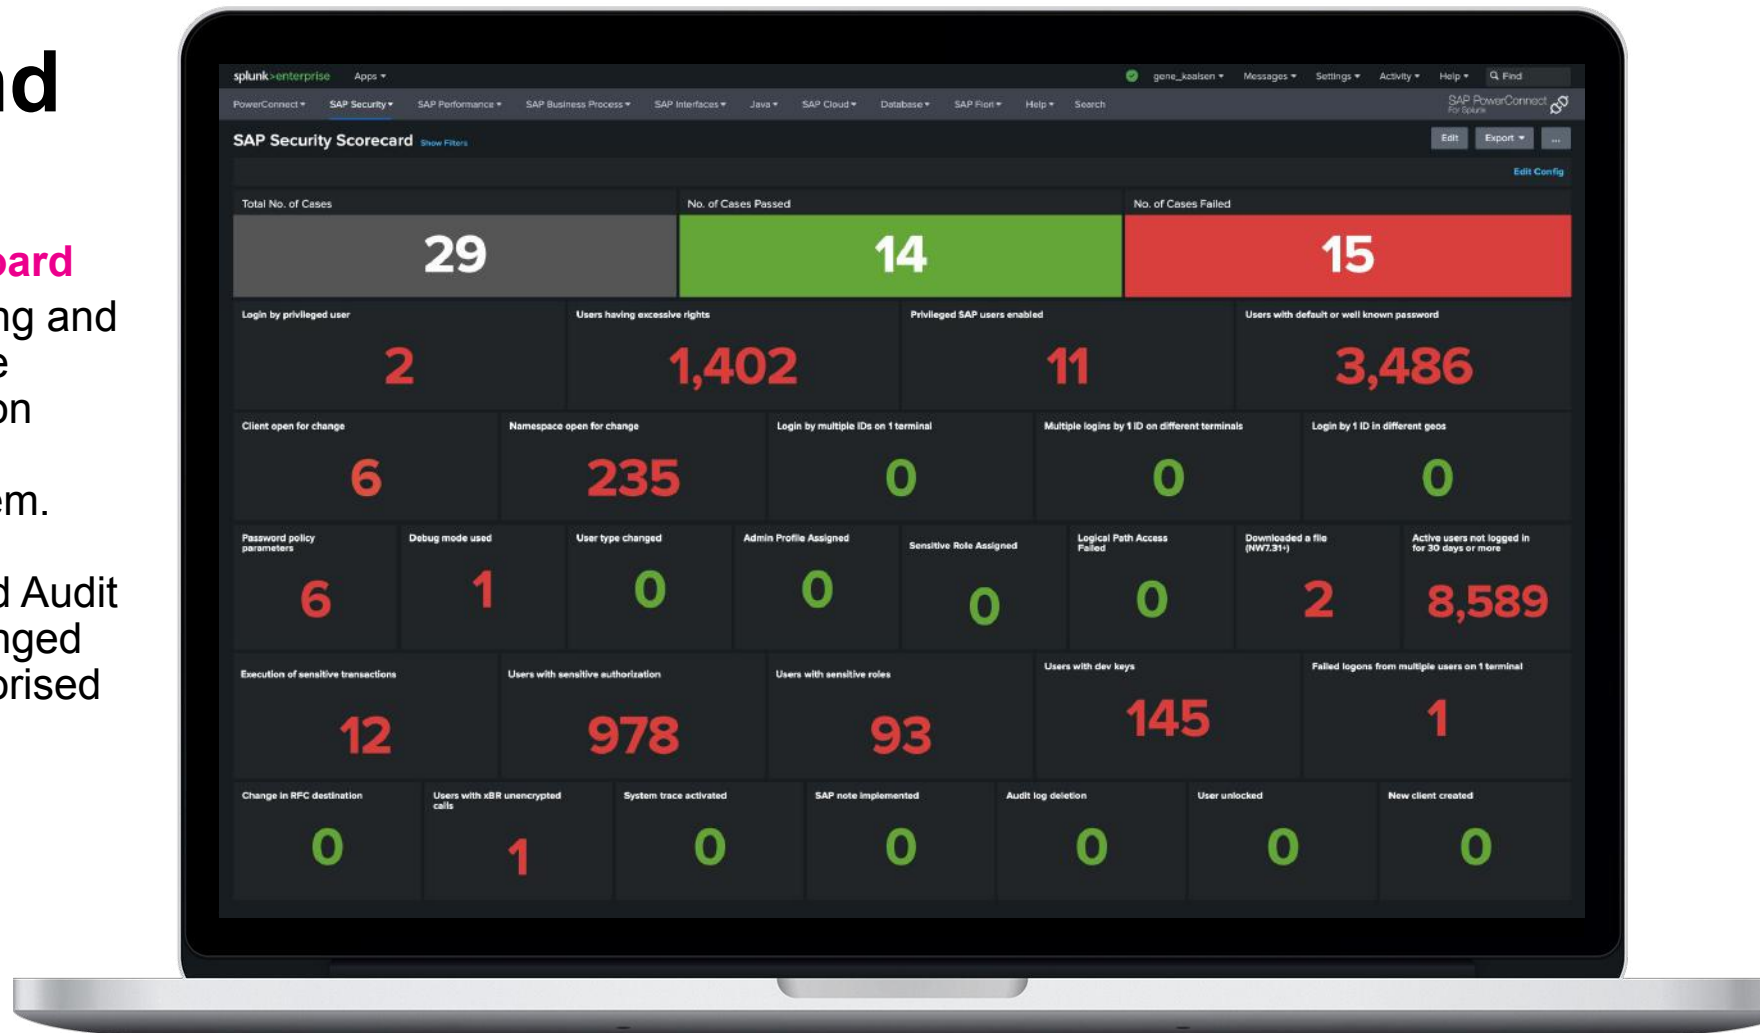 nd
oard
ng and
e
on
em.
d Audit
nged
orised
splunk>enterprise Apps gene_kaalsen Messages Settings Activity Help Find
PowerConnect SAP Security SAP Performance SAP Business Process SAP Interfaces Java SAP Cloud Database SAP Fiori Help Search SAP PowerConnect
For Splunk
SAP Security Scorecard Show Filters Edit Export ...
Edit Config
Total No. of Cases No. of Cases Passed No. of Cases Failed
29 14 15
Login by privileged user Users having excessive rights Privileged SAP users enabled Users with default or well known password
2 1,402 11 3,486
Client open for change Namespace open for change Login by multiple IDs on 1 terminal Multiple logins by 1 ID on different terminals Login by 1 ID in different geos
6 235 0 0 0
Password policy parameters Debug mode used User type changed Admin Profile Assigned Sensitive Role Assigned Logical Path Access Failed Downloaded a file (NW7.31+) Active users not logged in for 30 days or more
6 1 0 0 0 0 2 8,589
Execution of sensitive transactions Users with sensitive authorization Users with sensitive roles Users with dev keys Failed logons from multiple users on 1 terminal
12 978 93 145 1
Change in RFC destination Users with xBR unencrypted calls System trace activated SAP note implemented Audit log deletion User unlocked New client created
0 1 0 0 0 0 0